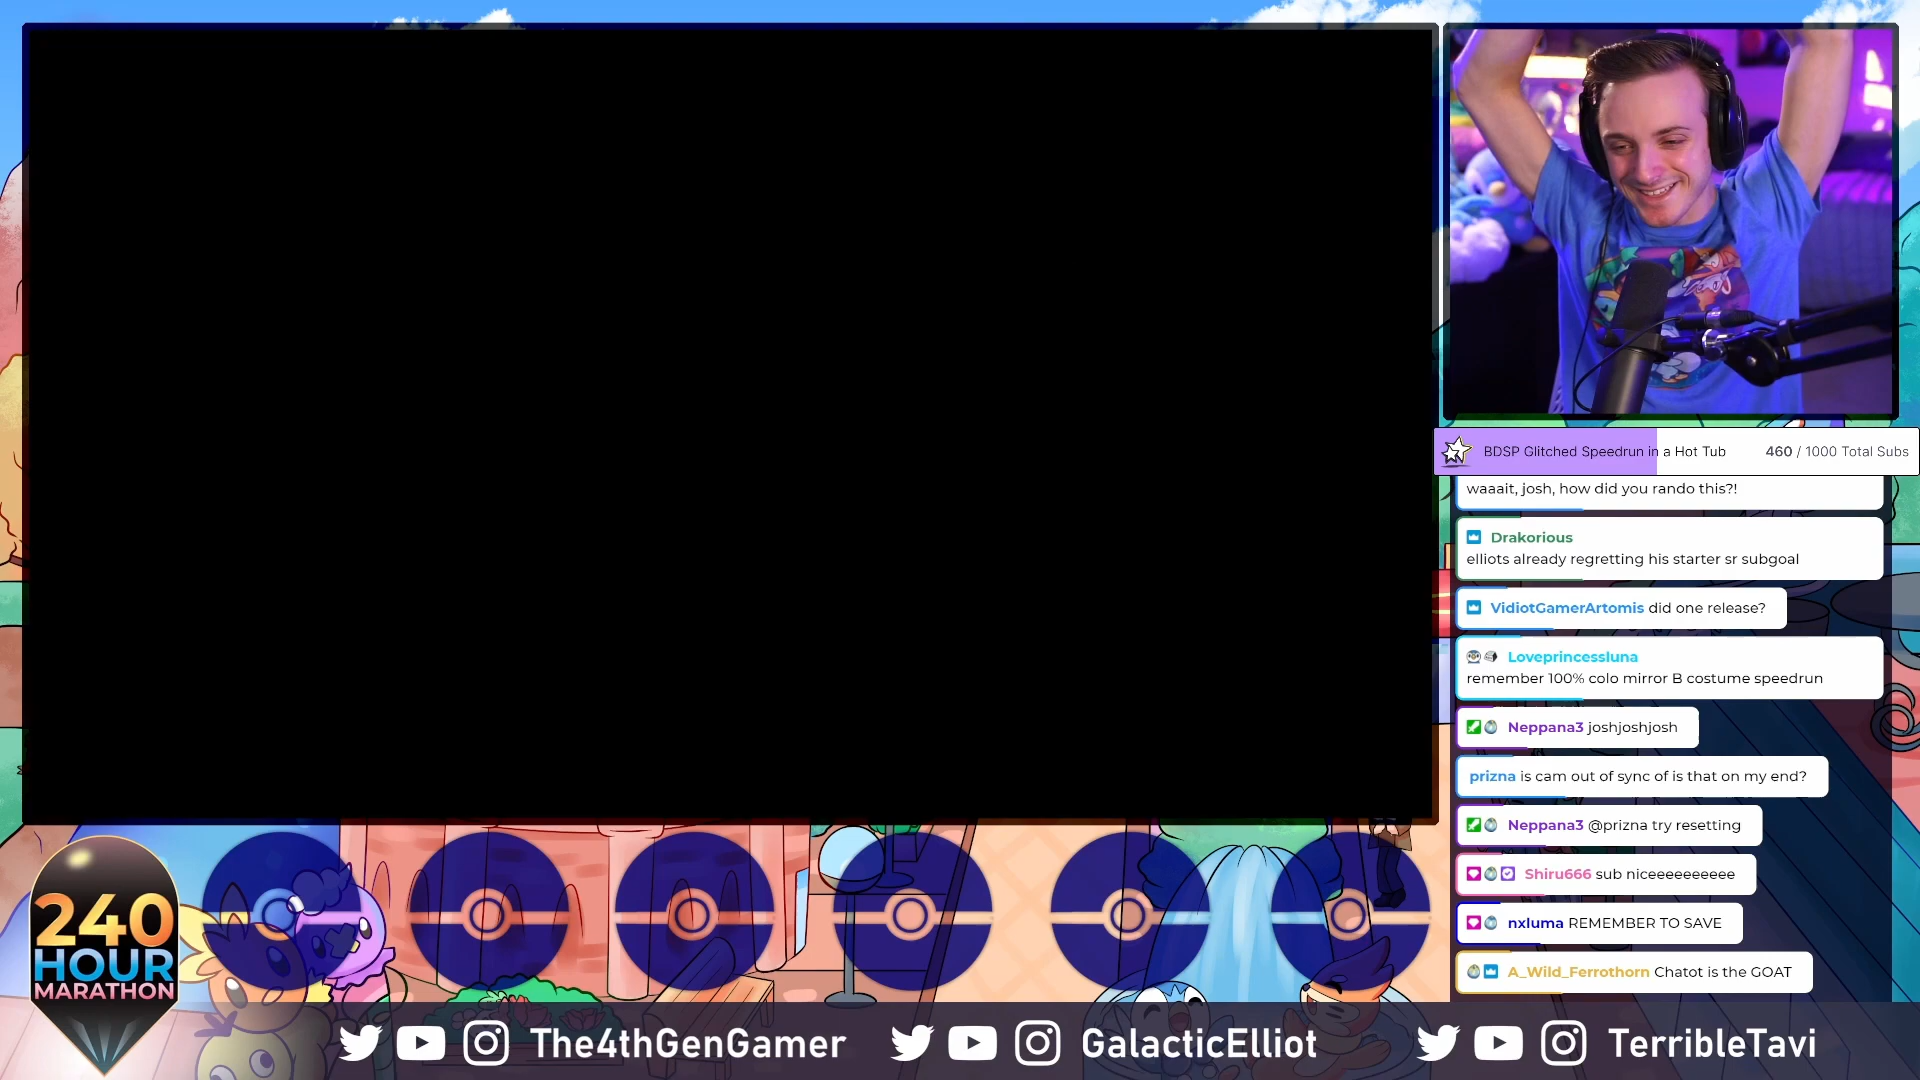 BDSP Glitched Speedrun in a Hot Tub 460 / 1000 Total Subs
waaait, josh, how did you rando this?!
Drakorious
elliots already regretting his starter sr subgoal
VidiotGamerArtomis did one release?
Loveprincessluna
remember 100% colo mirror B costume speedrun
Neppana3 joshjoshjosh
prizna is cam out of sync of is that on my end?
Neppana3 @prizna try resetting
Shiru666 sub niceeeeeeeeee
nxluma REMEMBER TO SAVE
A_Wild_Ferrothorn Chatot is the GOAT
240
HOUR
MARATHON
The4thGenGamer GalacticElliot TerribleTavi